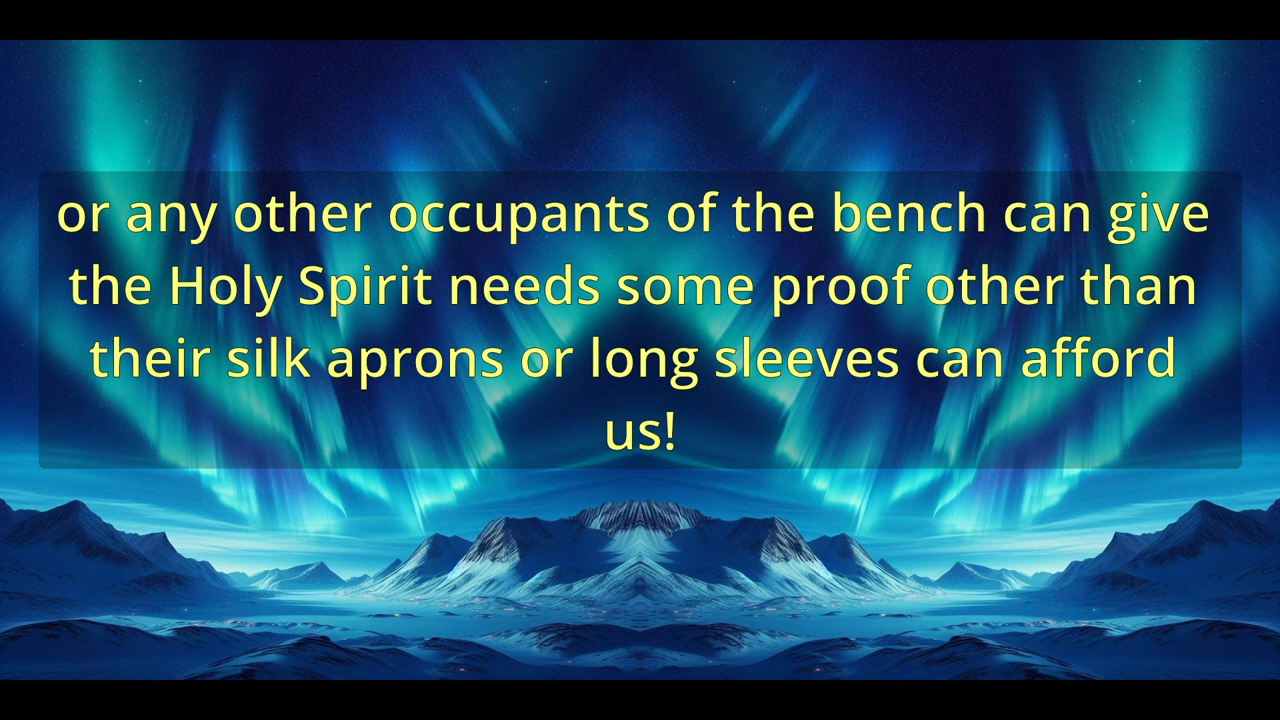 or any other occupants of the bench can give
the Holy Spirit needs some proof other than
their silk aprons or long sleeves can afford
us!